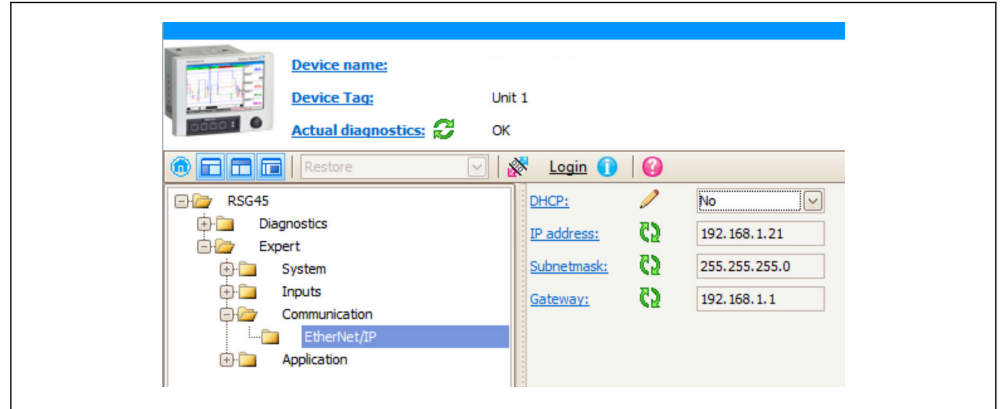 Device name:
Device Tag: Unit 1
Actual diagnostics: OK
Restore Login
RSG45
Diagnostics
Expert
System
Inputs
Communication
EtherNet/IP
Application
DHCP: No
IP address: 192.168.1.21
Subnetmask: 255.255.255.0
Gateway: 192.168.1.1